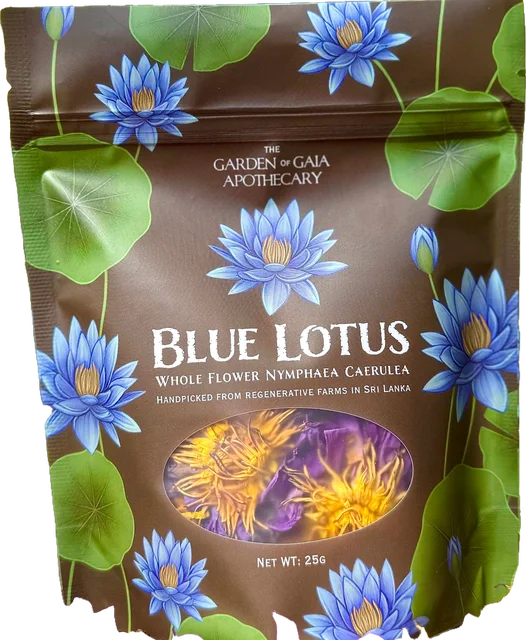 THE
GARDEN OF GAIA
APOTHECARY
BLUE LOTUS
WHOLE FLOWER NYMPHAEA CAERULEA
HANDPICKED FROM REGENERATIVE FARMS IN SRI LANKA
NET WT: 25G